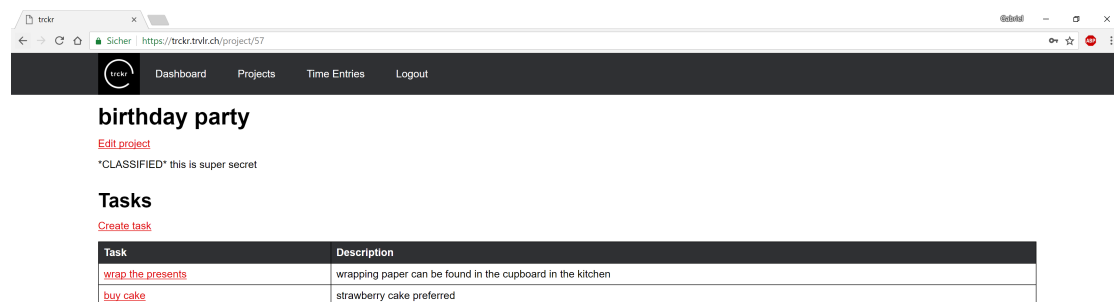 trckr
Gabriel
Sicher https://trckr.trvlr.ch/project/57
ABP
trckr Dashboard Projects Time Entries Logout
birthday party
Edit project
*CLASSIFIED* this is super secret
Tasks
Create task
Task Description
wrap the presents wrapping paper can be found in the cupboard in the kitchen
buy cake strawberry cake preferred